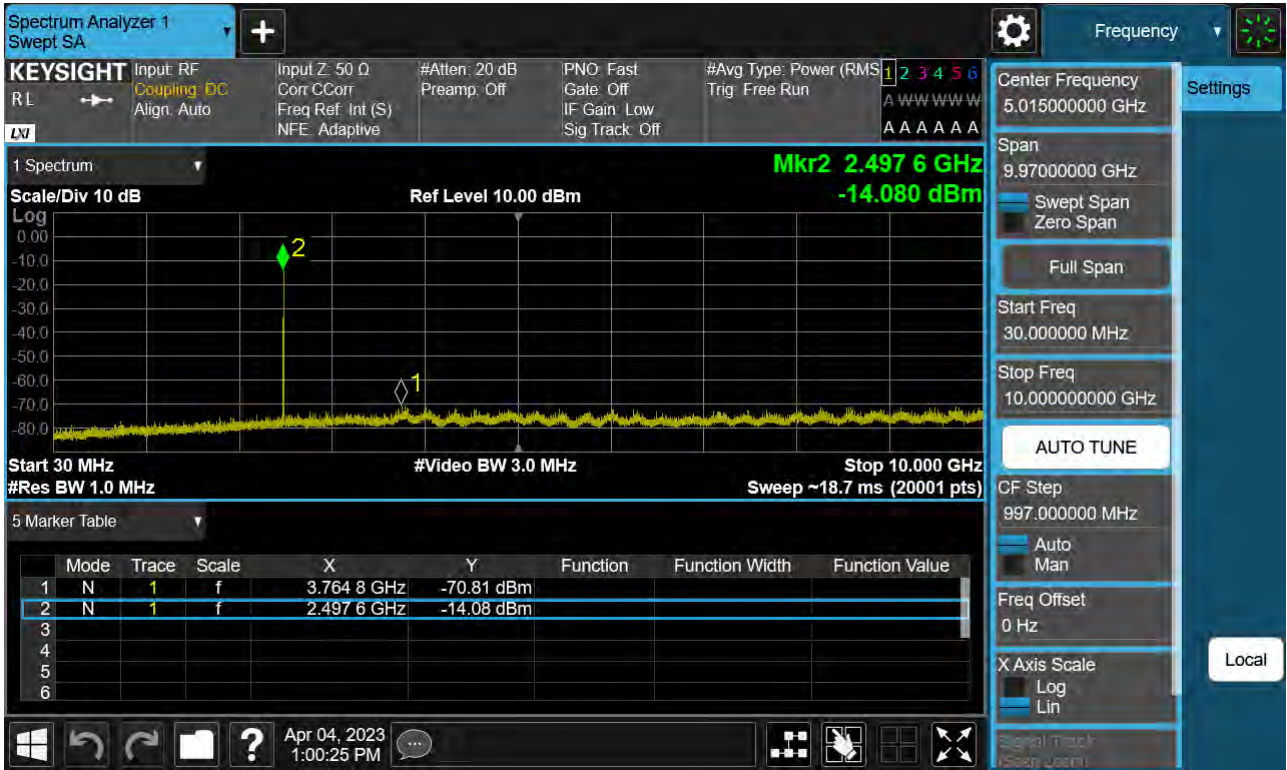 Spectrum Analyzer 1
Swept SA
Frequency
KEYSIGHT
R L
LXI
Input: RF
Coupling: DC
Align: Auto
Input Z: 50 Ω
Corr CCorr
Freq Ref: Int (S)
NFE: Adaptive
#Atten: 20 dB
Preamp: Off
PNO: Fast
Gate: Off
IF Gain: Low
Sig Track: Off
#Avg Type: Power (RMS
Trig: Free Run
1 2 3 4 5 6
A W W W W W
A A A A A A
1 Spectrum
Scale/Div 10 dB
Ref Level 10.00 dBm
Mkr2 2.497 6 GHz
-14.080 dBm
Log
0.00
-10.0
-20.0
-30.0
-40.0
-50.0
-60.0
-70.0
-80.0
2
1
Start 30 MHz
#Video BW 3.0 MHz
Stop 10.000 GHz
#Res BW 1.0 MHz
Sweep ~18.7 ms (20001 pts)
5 Marker Table
Mode Trace Scale X Y Function Function Width Function Value
1 N 1 f 3.764 8 GHz -70.81 dBm
2 N 1 f 2.497 6 GHz -14.08 dBm
3
4
5
6
Apr 04, 2023
1:00:25 PM
Center Frequency
5.015000000 GHz
Settings
Span
9.97000000 GHz
Swept Span
Zero Span
Full Span
Start Freq
30.000000 MHz
Stop Freq
10.000000000 GHz
AUTO TUNE
CF Step
997.000000 MHz
Auto
Man
Freq Offset
0 Hz
X Axis Scale
Log
Lin
Local
Signal Track
(Span Zoom)